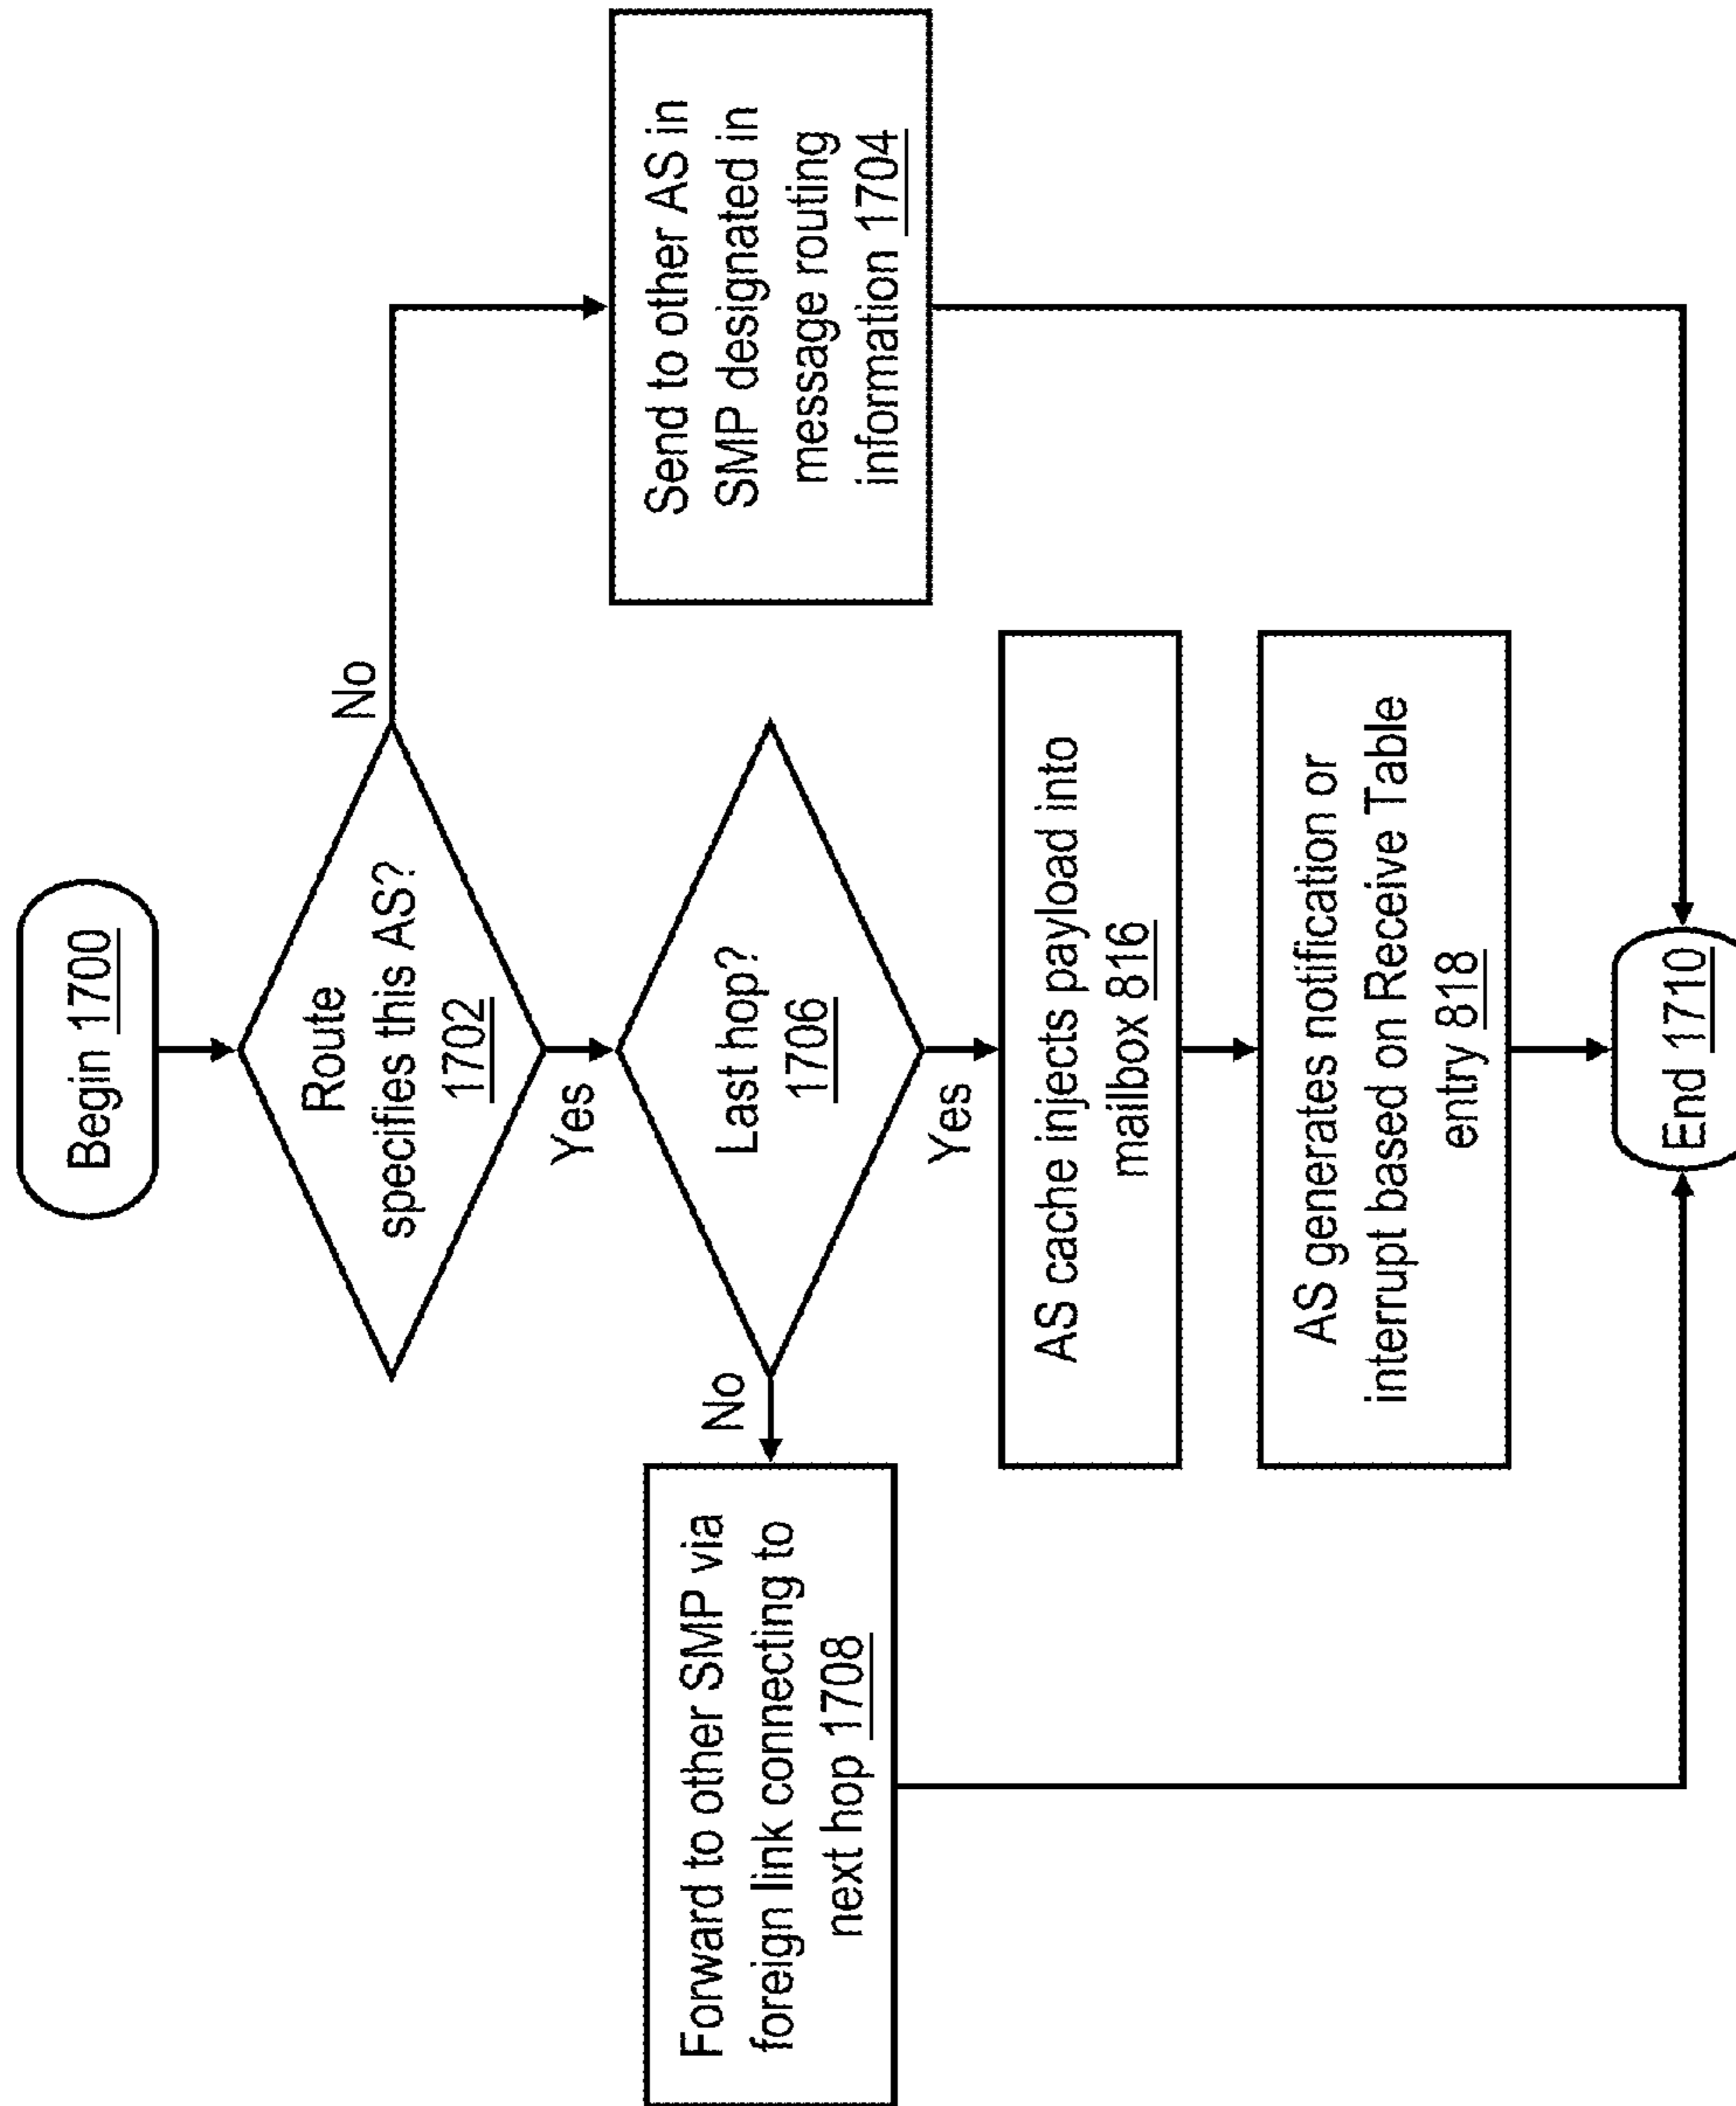 Begin 1700
Route
specifies this AS?
1702
No
Yes
Send to other AS in
SMP designated in
message routing
information 1704
Last hop?
1706
No
Yes
Forward to other SMP via
foreign link connecting to
next hop 1708
AS cache injects payload into
mailbox 816
AS generates notification or
interrupt based on Receive Table
entry 818
End 1710